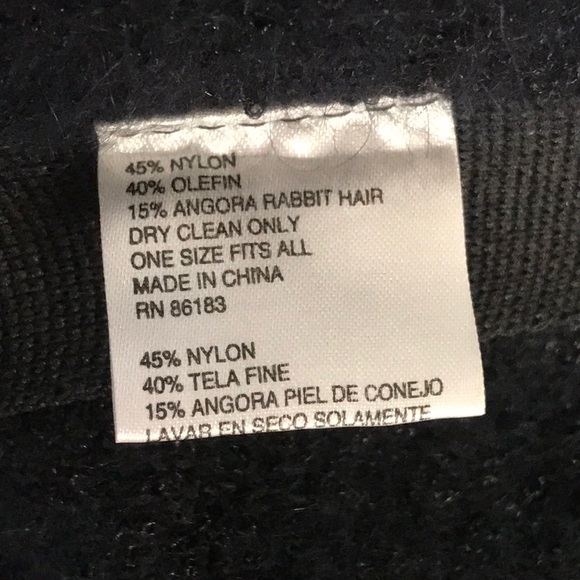 45% NYLON
40% OLEFIN
15% ANGORA RABBIT HAIR
DRY CLEAN ONLY
ONE SIZE FITS ALL
MADE IN CHINA
RN 86183
45% NYLON
40% TELA FINE
15% ANGORA PIEL DE CONEJO
LAVAR EN SECO SOLAMENTE